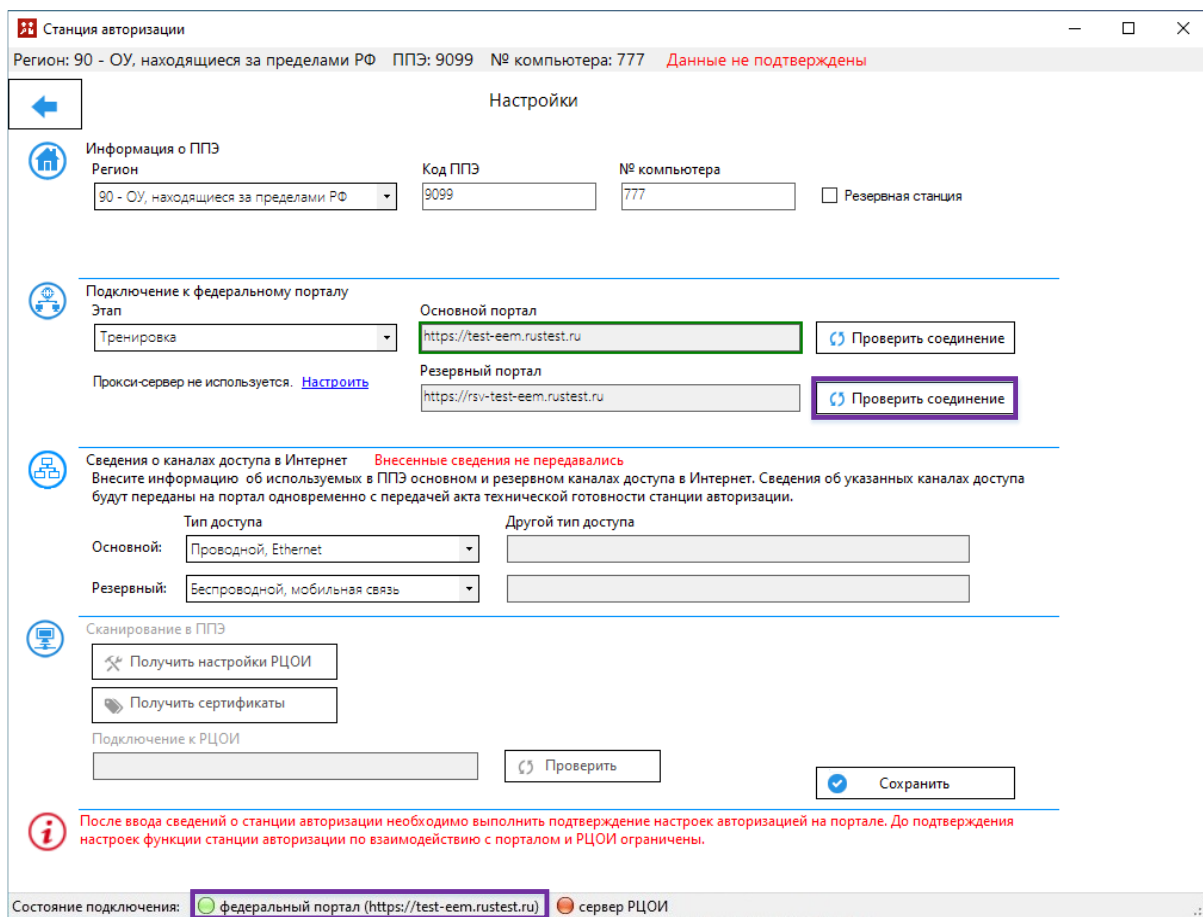 Станция авторизации
Регион: 90 - ОУ, находящиеся за пределами РФ ППЭ: 9099 № компьютера: 777 Данные не подтверждены
Настройки
Информация о ППЭ
Регион Код ППЭ № компьютера
90 - ОУ, находящиеся за пределами РФ 9099 777 Резервная станция
Подключение к федеральному порталу
Этап Основной портал
Тренировка https://test-eem.rustest.ru Проверить соединение
Резервный портал
Прокси-сервер не используется. Настроить
https://rsv-test-eem.rustest.ru Проверить соединение
Сведения о каналах доступа в Интернет Внесенные сведения не передавались
Внесите информацию об используемых в ППЭ основном и резервном каналах доступа в Интернет. Сведения об указанных каналах доступа
будут переданы на портал одновременно с передачей акта технической готовности станции авторизации.
Тип доступа Другой тип доступа
Основной: Проводной, Ethernet
Резервный: Беспроводной, мобильная связь
Сканирование в ППЭ
Получить настройки РЦОИ
Получить сертификаты
Подключение к РЦОИ
Проверить
Сохранить
После ввода сведений о станции авторизации необходимо выполнить подтверждение настроек авторизацией на портале. До подтверждения
настроек функции станции авторизации по взаимодействию с порталом и РЦОИ ограничены.
Состояние подключения: федеральный портал (https://test-eem.rustest.ru) сервер РЦОИ